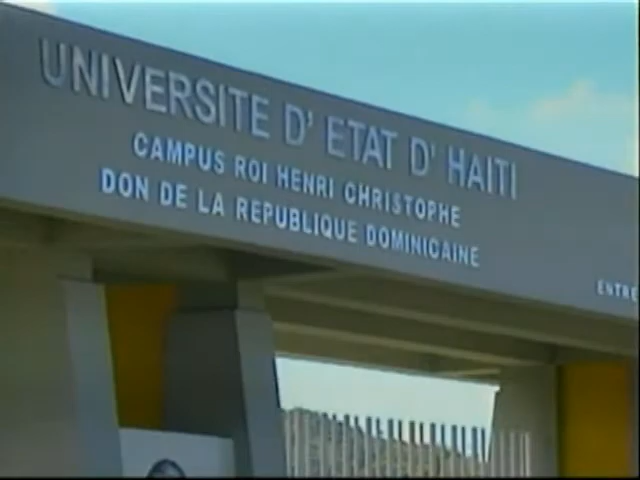 UNIVERSITE D' ETAT D' HAITI
CAMPUS ROI HENRI CHRISTOPHE
DON DE LA REPUBLIQUE DOMINICAINE